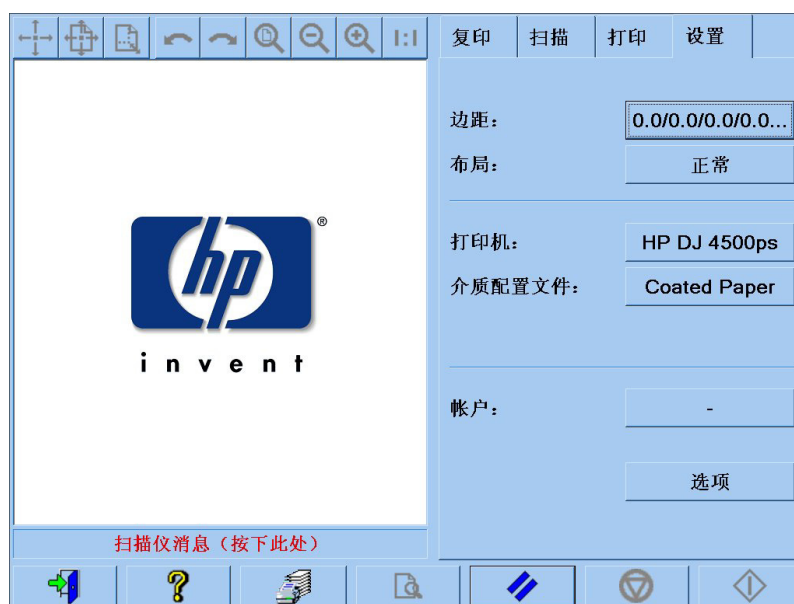 1:1
复印
扫描
打印
设置
边距：
0.0/0.0/0.0/0.0...
布局：
正常
打印机：
HP DJ 4500ps
介质配置文件：
Coated Paper
帐户：
-
选项
hp
®
invent
扫描仪消息（按下此处）
?